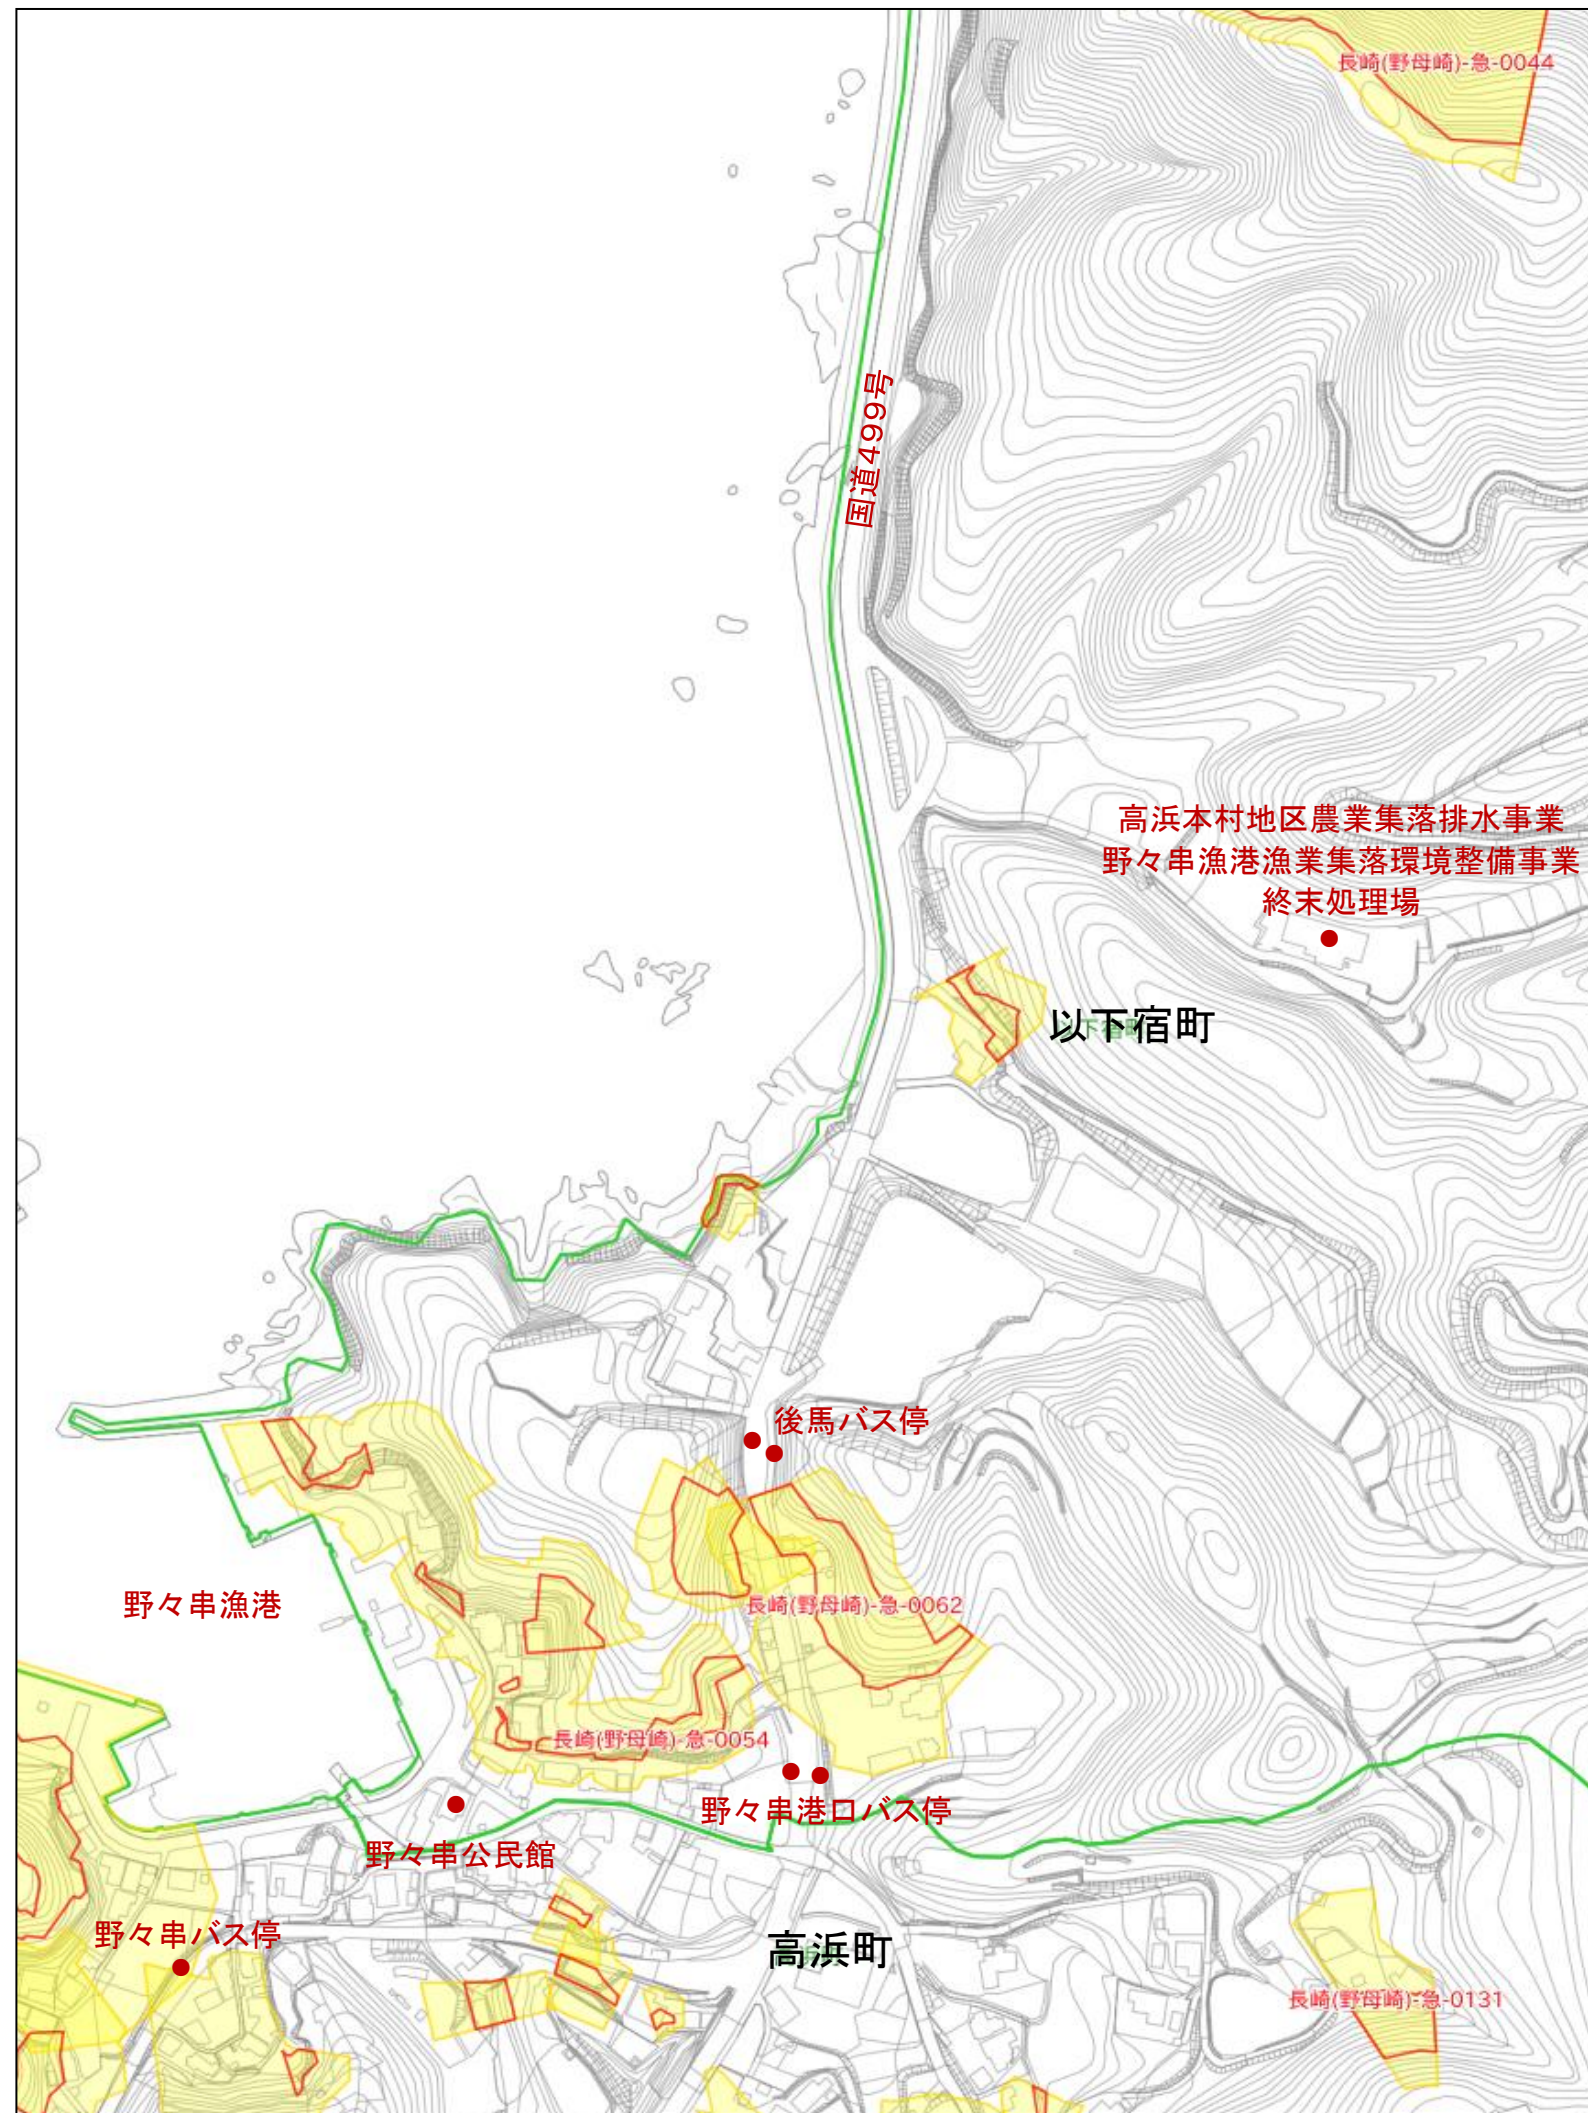 長崎(野母崎)-急-0044
国道499号
高浜本村地区農業集落排水事業
野々串漁港漁業集落環境整備事業
終末処理場
以下宿町
後馬バス停
野々串漁港
長崎(野母崎)-急-0062
長崎(野母崎)-急-0054
野々串港口バス停
野々串公民館
野々串バス停
高浜町
長崎(野母崎)-急-0131